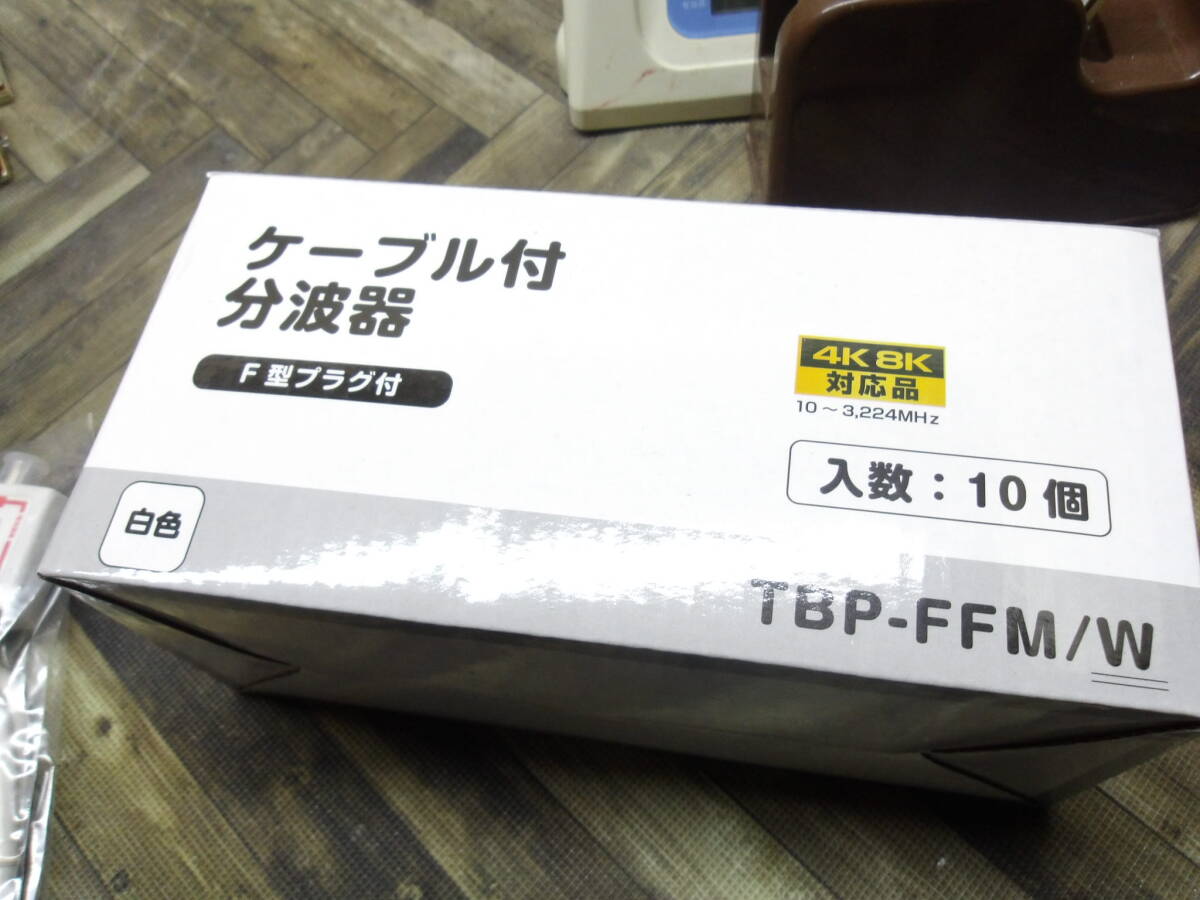 ケーブル付
分波器
F型プラグ付
4K 8K
対応品
10～3,224MHz
入数：10個
白色
TBP-FFM/W